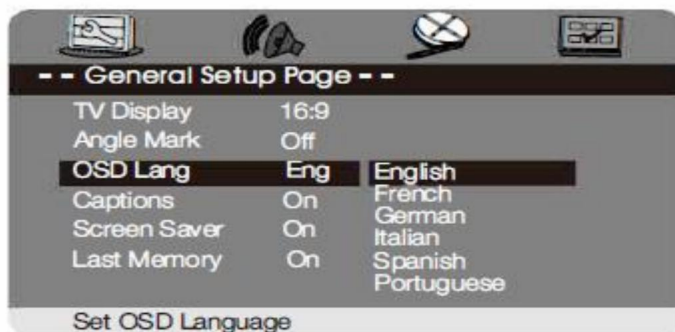 - - General Setup Page - -
TV Display 16:9
Angle Mark Off
OSD Lang Eng English
Captions On French
German
Screen Saver On Italian
Last Memory On Spanish
Portuguese
Set OSD Language